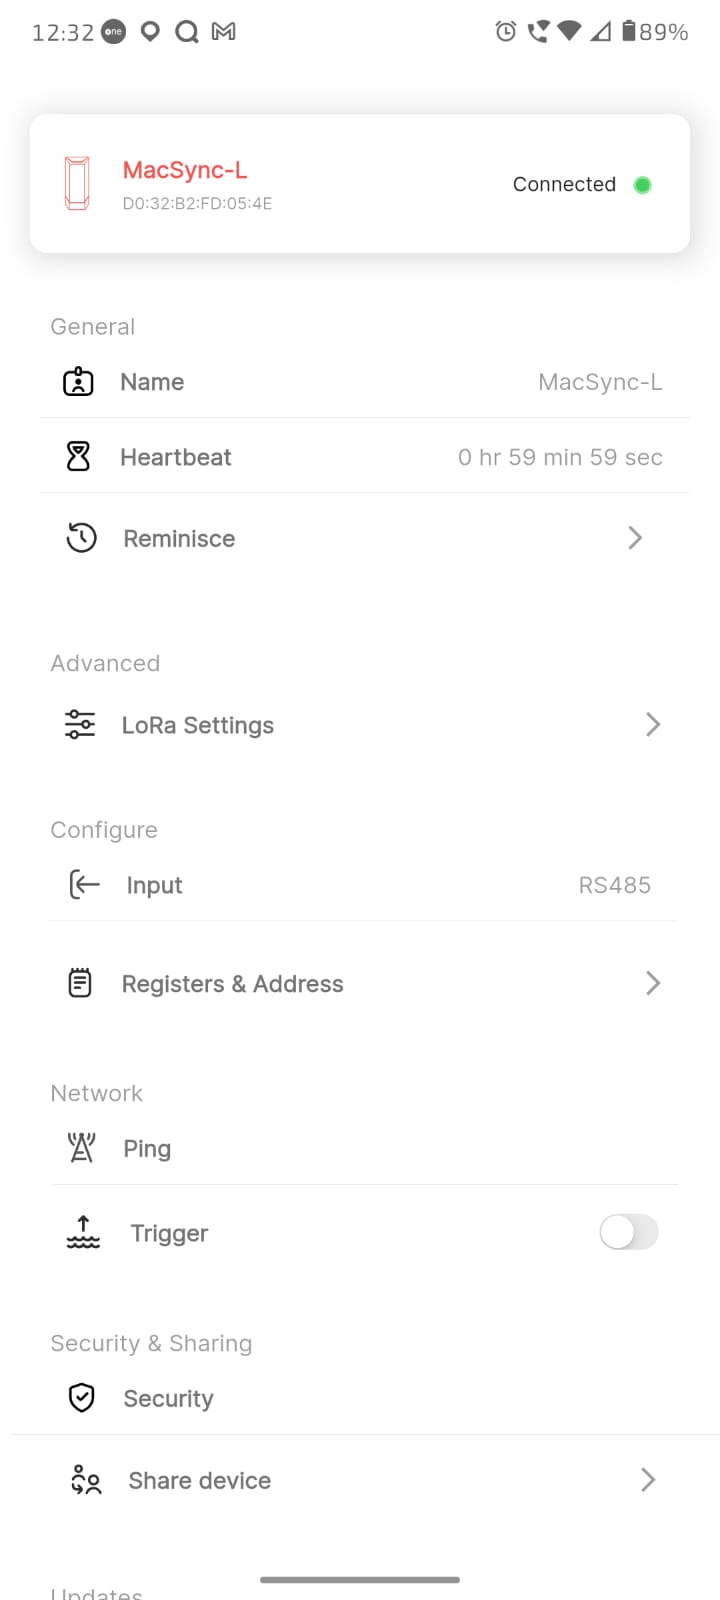 12:32 one 89%
MacSync-L
D0:32:B2:FD:05:4E
Connected
General
Name MacSync-L
Heartbeat 0 hr 59 min 59 sec
Reminisce
Advanced
LoRa Settings
Configure
Input RS485
Registers & Address
Network
Ping
Trigger
Security & Sharing
Security
Share device
Updates